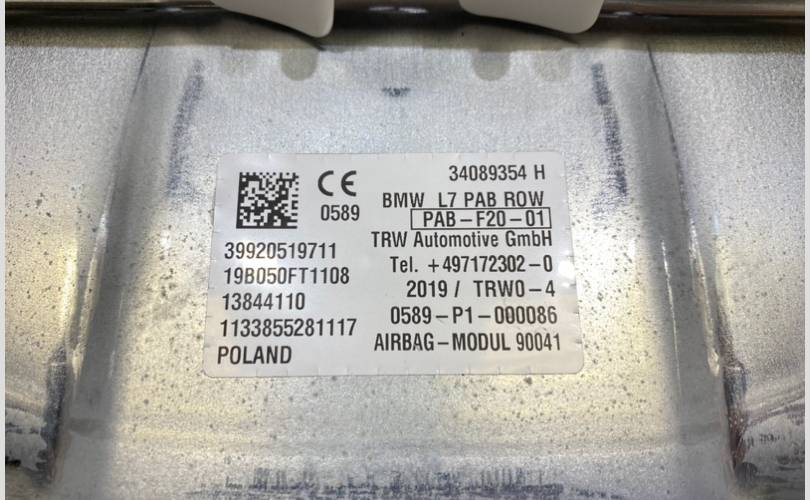 34089354 H
CE
0589
BMW L7 PAB ROW
PAB-F20-01
TRW Automotive GmbH
39920519711
Tel. +497172302-0
19B050FT1108
2019 / TRW0-4
13844110
0589-P1-000086
1133855281117
AIRBAG-MODUL 90041
POLAND